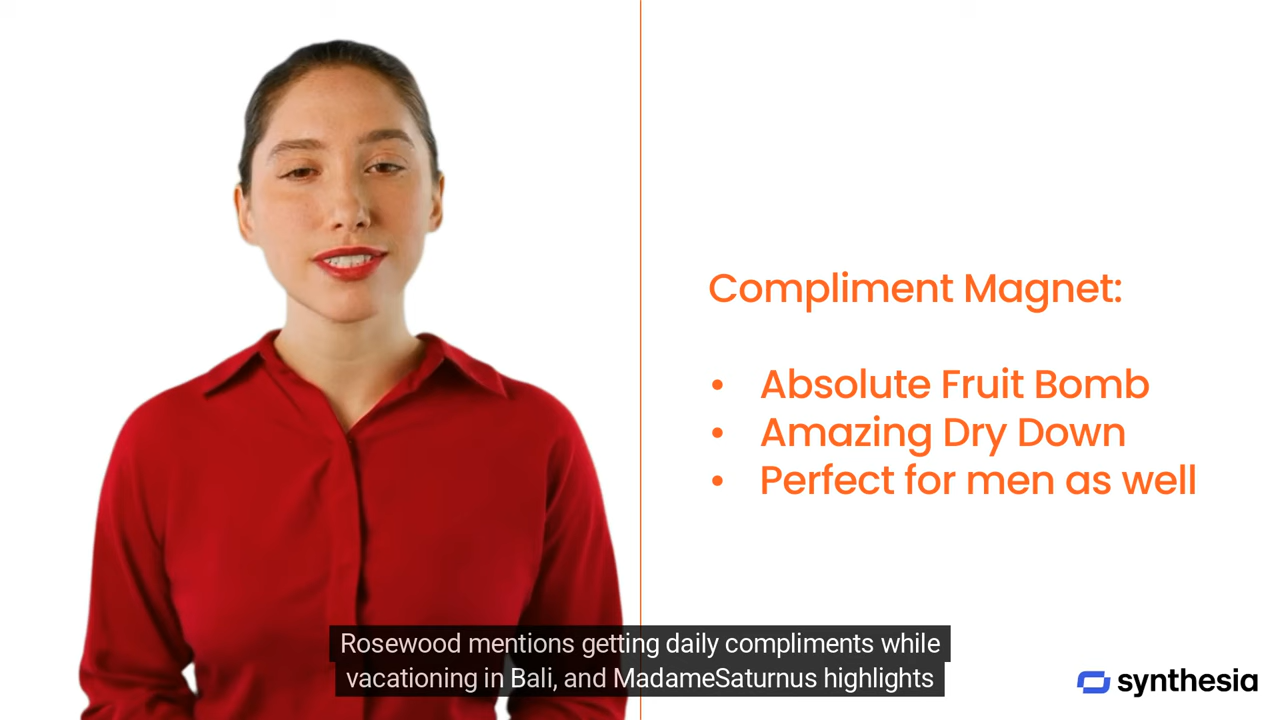 Compliment Magnet:
• Absolute Fruit Bomb
• Amazing Dry Down
• Perfect for men as well
Rosewood mentions getting daily compliments while
vacationing in Bali, and MadameSaturnus highlights
synthesia